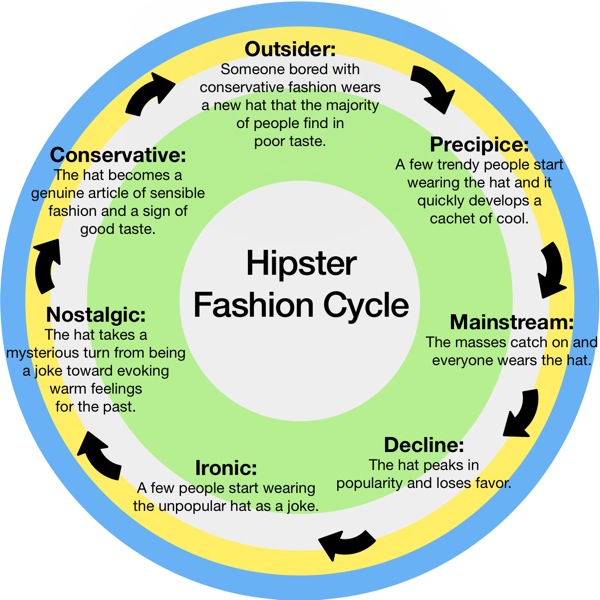 Outsider:
Someone bored with
conservative fashion wears
a new hat that the majority
of people find in
poor taste.
Precipice:
A few trendy people start
wearing the hat and it
quickly develops a
cachet of cool.
Mainstream:
The masses catch on and
everyone wears the hat.
Decline:
The hat peaks in
popularity and loses favor.
Ironic:
A few people start wearing
the unpopular hat as a joke.
Nostalgic:
The hat takes a
mysterious turn from being
a joke toward evoking
warm feelings
for the past.
Conservative:
The hat becomes a
genuine article of sensible
fashion and a sign of
good taste.
Hipster
Fashion Cycle